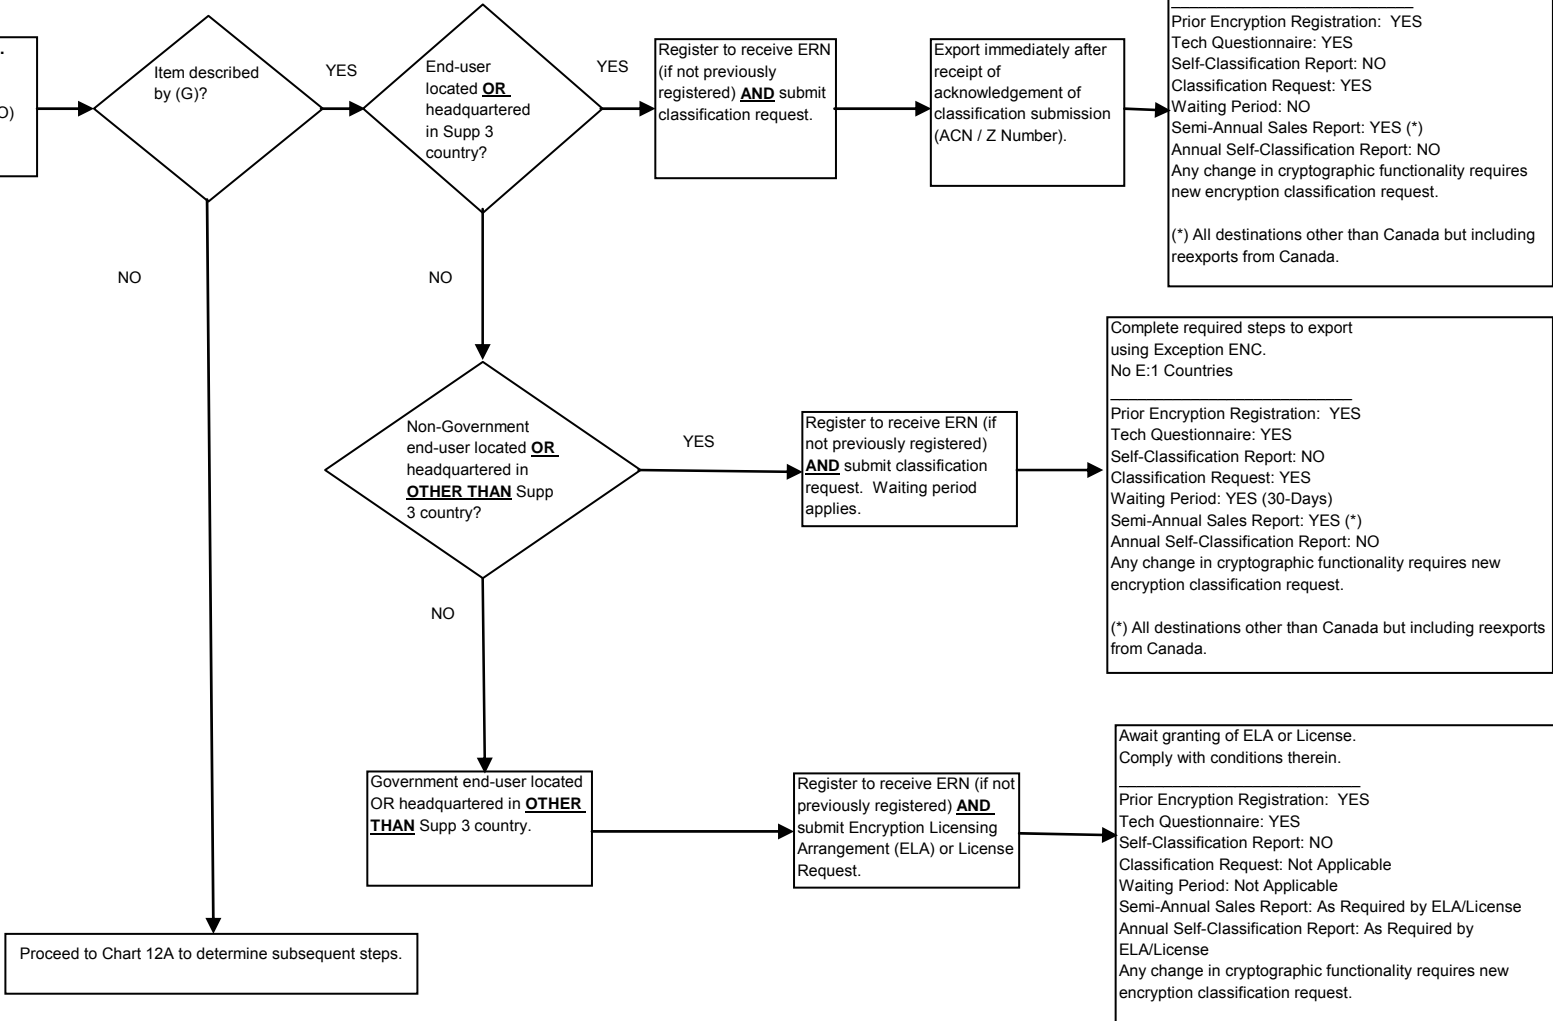 .
O)
Item described
by (G)?
YES
NO
End-user
located OR
headquartered
in Supp 3
country?
YES
NO
Register to receive ERN
(if not previously
registered) AND submit
classification request.
Export immediately after
receipt of
acknowledgement of
classification submission
(ACN / Z Number).
Prior Encryption Registration: YES
Tech Questionnaire: YES
Self-Classification Report: NO
Classification Request: YES
Waiting Period: NO
Semi-Annual Sales Report: YES (*)
Annual Self-Classification Report: NO
Any change in cryptographic functionality requires
new encryption classification request.
(*) All destinations other than Canada but including
reexports from Canada.
Non-Government
end-user located OR
headquartered in
OTHER THAN Supp
3 country?
YES
NO
Register to receive ERN (if
not previously registered)
AND submit classification
request. Waiting period
applies.
Complete required steps to export
using Exception ENC.
No E:1 Countries
Prior Encryption Registration: YES
Tech Questionnaire: YES
Self-Classification Report: NO
Classification Request: YES
Waiting Period: YES (30-Days)
Semi-Annual Sales Report: YES (*)
Annual Self-Classification Report: NO
Any change in cryptographic functionality requires new
encryption classification request.
(*) All destinations other than Canada but including reexports
from Canada.
Government end-user located
OR headquartered in OTHER
THAN Supp 3 country.
Register to receive ERN (if not
previously registered) AND
submit Encryption Licensing
Arrangement (ELA) or License
Request.
Await granting of ELA or License.
Comply with conditions therein.
Prior Encryption Registration: YES
Tech Questionnaire: YES
Self-Classification Report: NO
Classification Request: Not Applicable
Waiting Period: Not Applicable
Semi-Annual Sales Report: As Required by ELA/License
Annual Self-Classification Report: As Required by
ELA/License
Any change in cryptographic functionality requires new
encryption classification request.
Proceed to Chart 12A to determine subsequent steps.